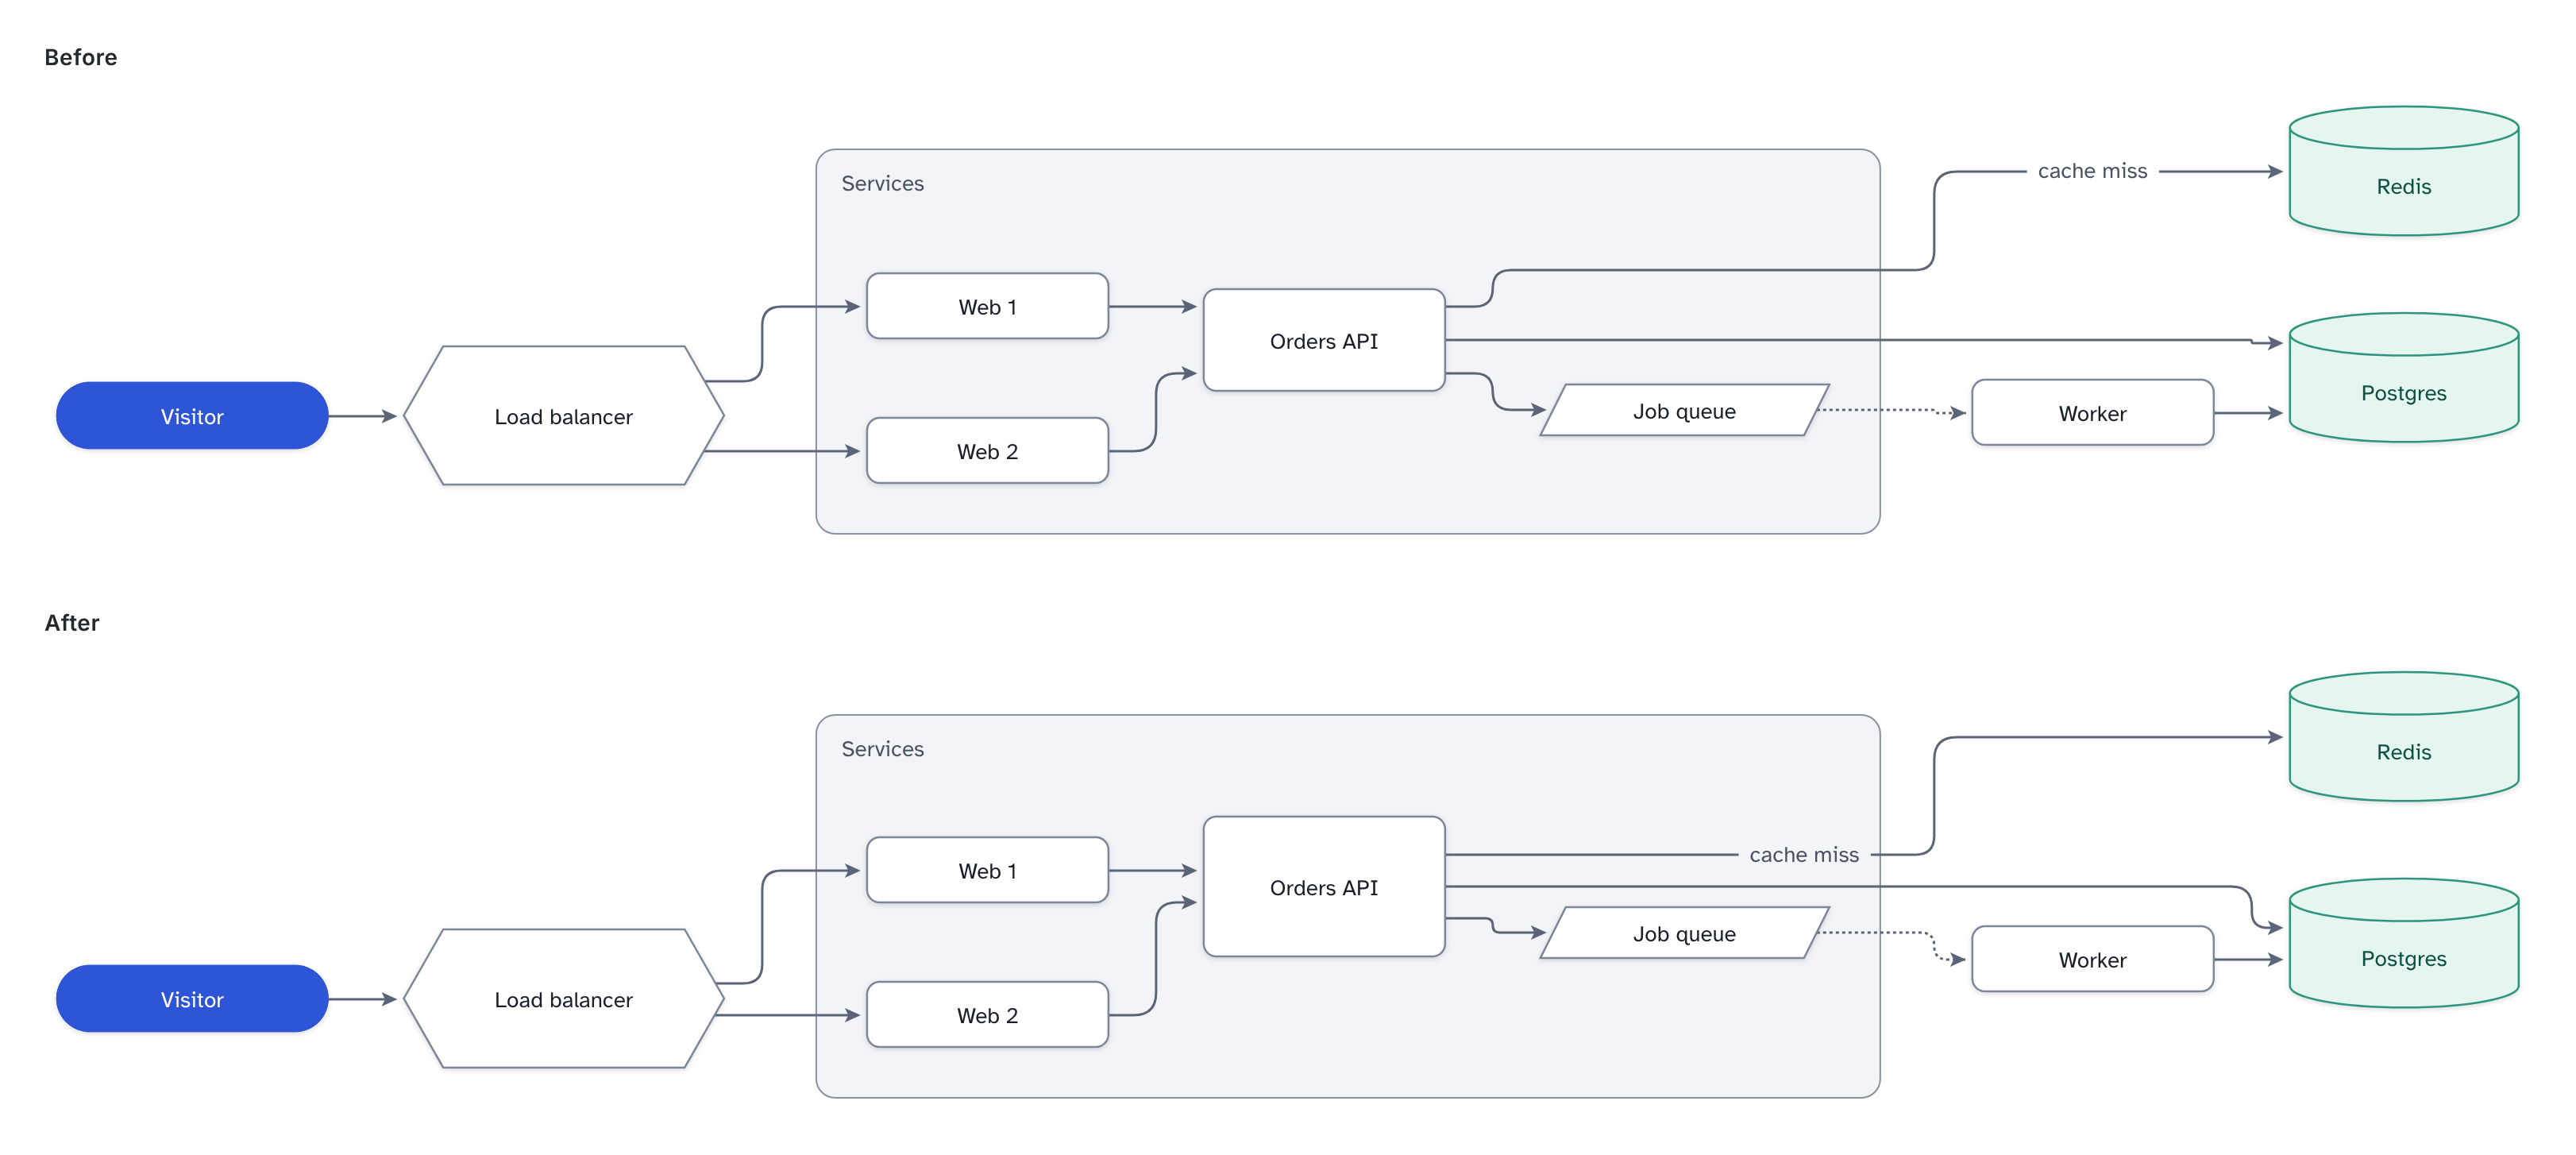 Before
Services
cache miss
Redis
Web 1
Orders API
Postgres
Visitor
Load balancer
Job queue
Worker
Web 2
After
Services
Redis
cache miss
Web 1
Orders API
Job queue
Worker
Postgres
Visitor
Load balancer
Web 2